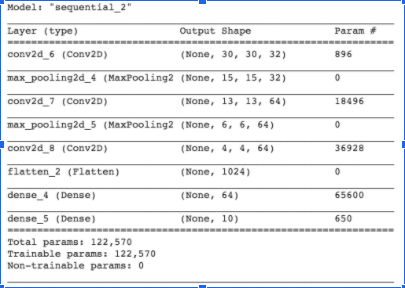 Model: "sequential_2"
Layer (type) Output Shape Param #
conv2d_6 (Conv2D) (None, 30, 30, 32) 896
max_pooling2d_4 (MaxPooling2 (None, 15, 15, 32) 0
conv2d_7 (Conv2D) (None, 13, 13, 64) 18496
max_pooling2d_5 (MaxPooling2 (None, 6, 6, 64) 0
conv2d_8 (Conv2D) (None, 4, 4, 64) 36928
flatten_2 (Flatten) (None, 1024) 0
dense_4 (Dense) (None, 64) 65600
dense_5 (Dense) (None, 10) 650
Total params: 122,570
Trainable params: 122,570
Non-trainable params: 0